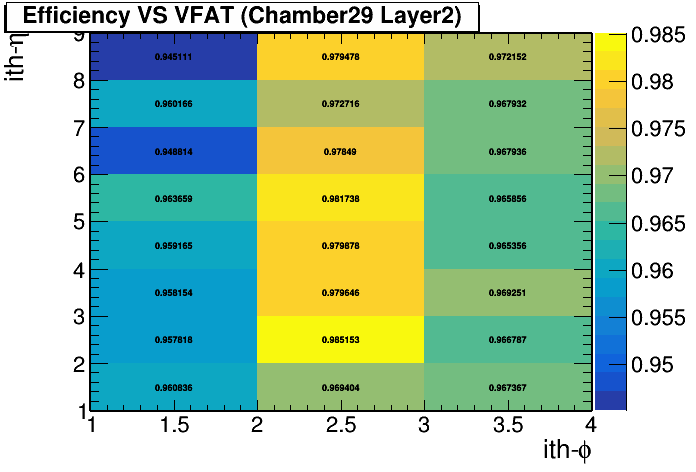 Efficiency VS VFAT (Chamber29 Layer2)
ith-η
9
8
7
6
5
4
3
2
1
0.945111 0.979478 0.972152
0.960166 0.972716 0.967932
0.948814 0.97849 0.967936
0.963659 0.981738 0.965856
0.959165 0.979878 0.965356
0.958154 0.979646 0.969251
0.957818 0.985153 0.966787
0.960836 0.969404 0.967367
1 1.5 2 2.5 3 3.5 4
ith-ϕ
0.985
0.98
0.975
0.97
0.965
0.96
0.955
0.95